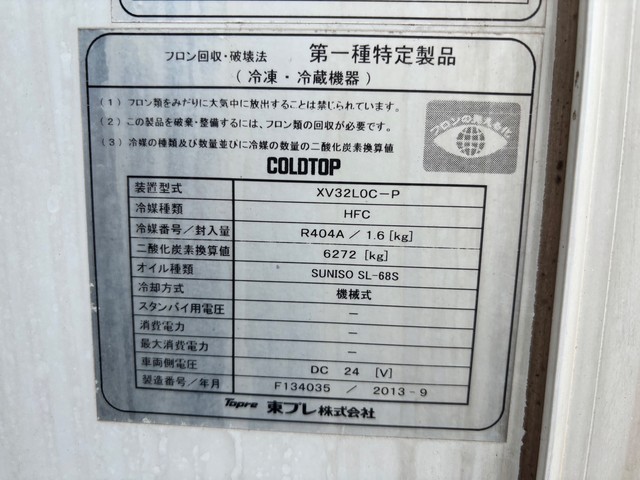 フロン回収・破壊法 第一種特定製品
（冷凍・冷蔵機器）
(1) フロン類をみだりに大気中に放出することは禁じられています。
(2) この製品を廃棄・整備するには、フロン類の回収が必要です。
(3) 冷媒の種類及び数量並びに冷媒の数量の二酸化炭素換算値
フロンの見える化
COLDTOP
装置型式 XV32L0C-P
冷媒種類 HFC
冷媒番号/封入量 R404A / 1.6 [kg]
二酸化炭素換算値 6272 [kg]
オイル種類 SUNISO SL-68S
冷却方式 機械式
スタンバイ用電圧 -
消費電力 -
最大消費電力 -
車両側電圧 DC 24 [V]
製造番号/年月 F134035 / 2013-9
Topre 東プレ株式会社